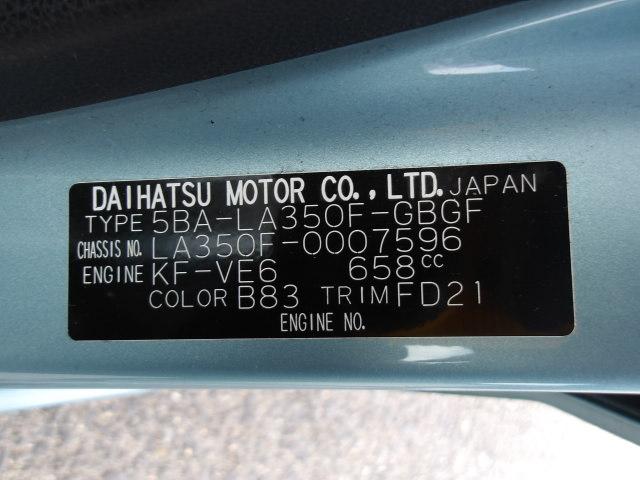 DAIHATSU MOTOR CO.,LTD. JAPAN
TYPE 5BA-LA350F-GBGF
CHASSIS NO. LA350F-0007596
ENGINE KF-VE6 658cc
COLOR B83 TRIM FD21
ENGINE NO.